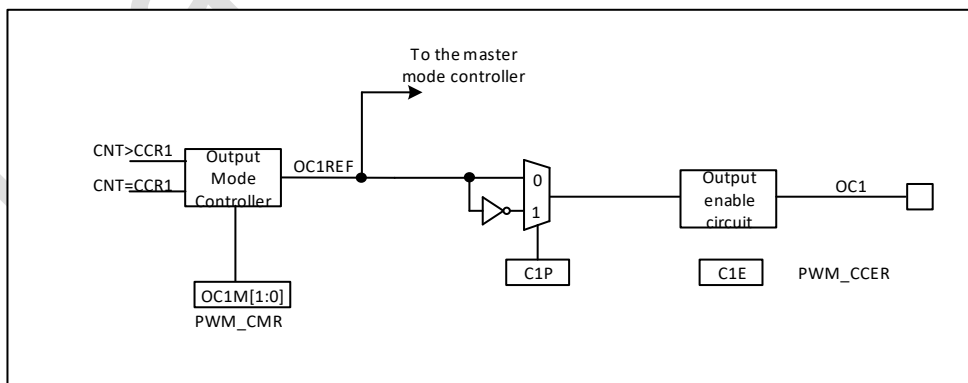 To the master
mode controller
CNT>CCR1
CNT=CCR1
Output
Mode
Controller
OC1REF
0
1
Output
enable
circuit
OC1
C1P
C1E
PWM_CCER
OC1M[1:0]
PWM_CMR